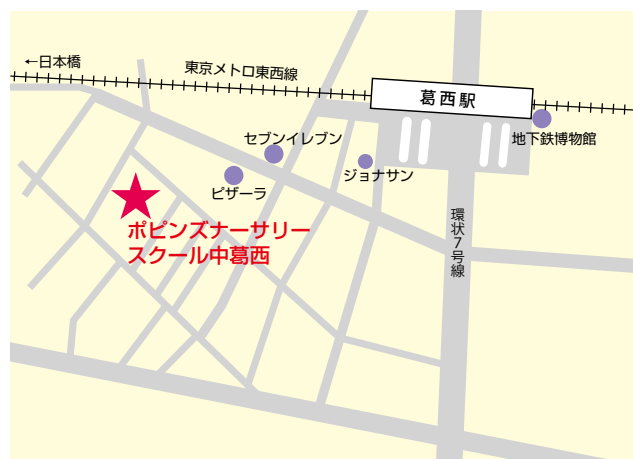 ←日本橋
東京メトロ東西線
葛西駅
地下鉄博物館
セブンイレブン
ジョナサン
ピザーラ
ポピンズナーサリー
スクール中葛西
環状7号線